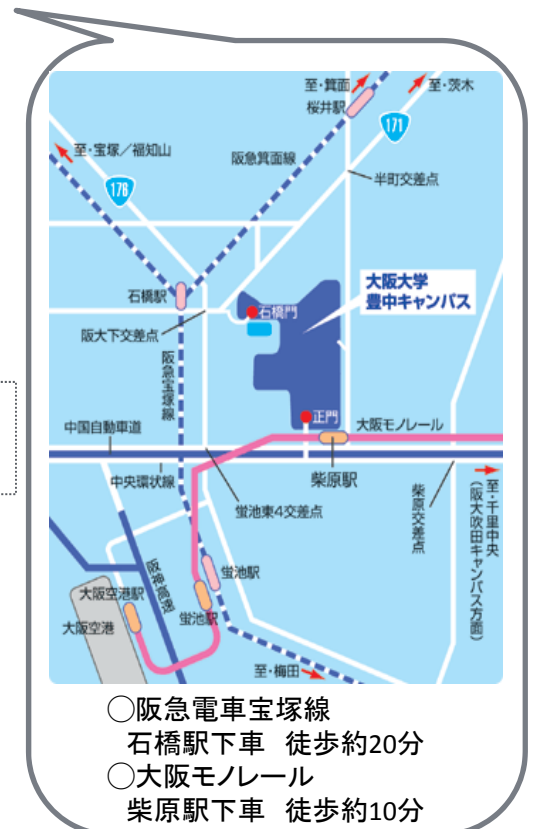 至・箕面
至・茨木
桜井駅
171
至・宝塚／福知山
阪急箕面線
176
半町交差点
石橋駅
大阪大学
豊中キャンパス
石橋門
阪大下交差点
阪急宝塚線
正門
大阪モノレール
中国自動車道
柴原駅
中央環状線
蛍池東4交差点
柴原交差点
至・千里中央
（阪大吹田キャンパス方面）
阪神高速
蛍池駅
大阪空港駅
蛍池駅
大阪空港
至・梅田
○阪急電車宝塚線
石橋駅下車 徒歩約20分
○大阪モノレール
柴原駅下車 徒歩約10分